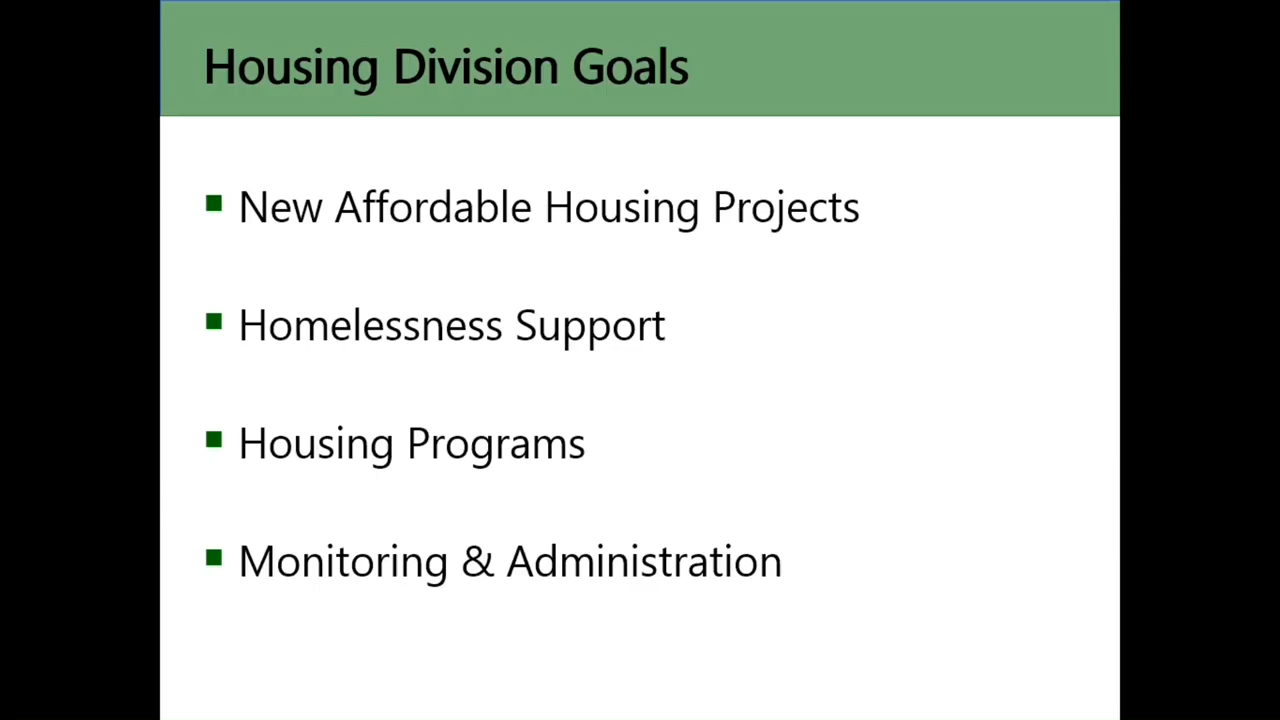 Housing Division Goals
New Affordable Housing Projects
Homelessness Support
Housing Programs
Monitoring & Administration